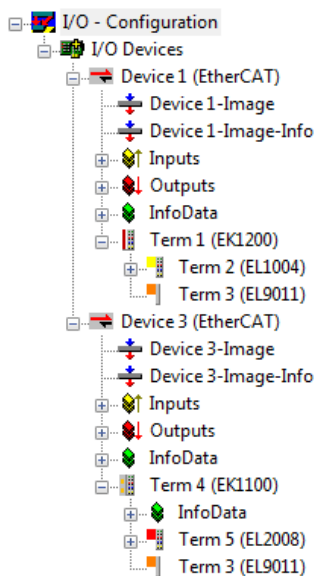 I/O - Configuration
I/O Devices
Device 1 (EtherCAT)
Device 1-Image
Device 1-Image-Info
Inputs
Outputs
InfoData
Term 1 (EK1200)
Term 2 (EL1004)
Term 3 (EL9011)
Device 3 (EtherCAT)
Device 3-Image
Device 3-Image-Info
Inputs
Outputs
InfoData
Term 4 (EK1100)
InfoData
Term 5 (EL2008)
Term 3 (EL9011)